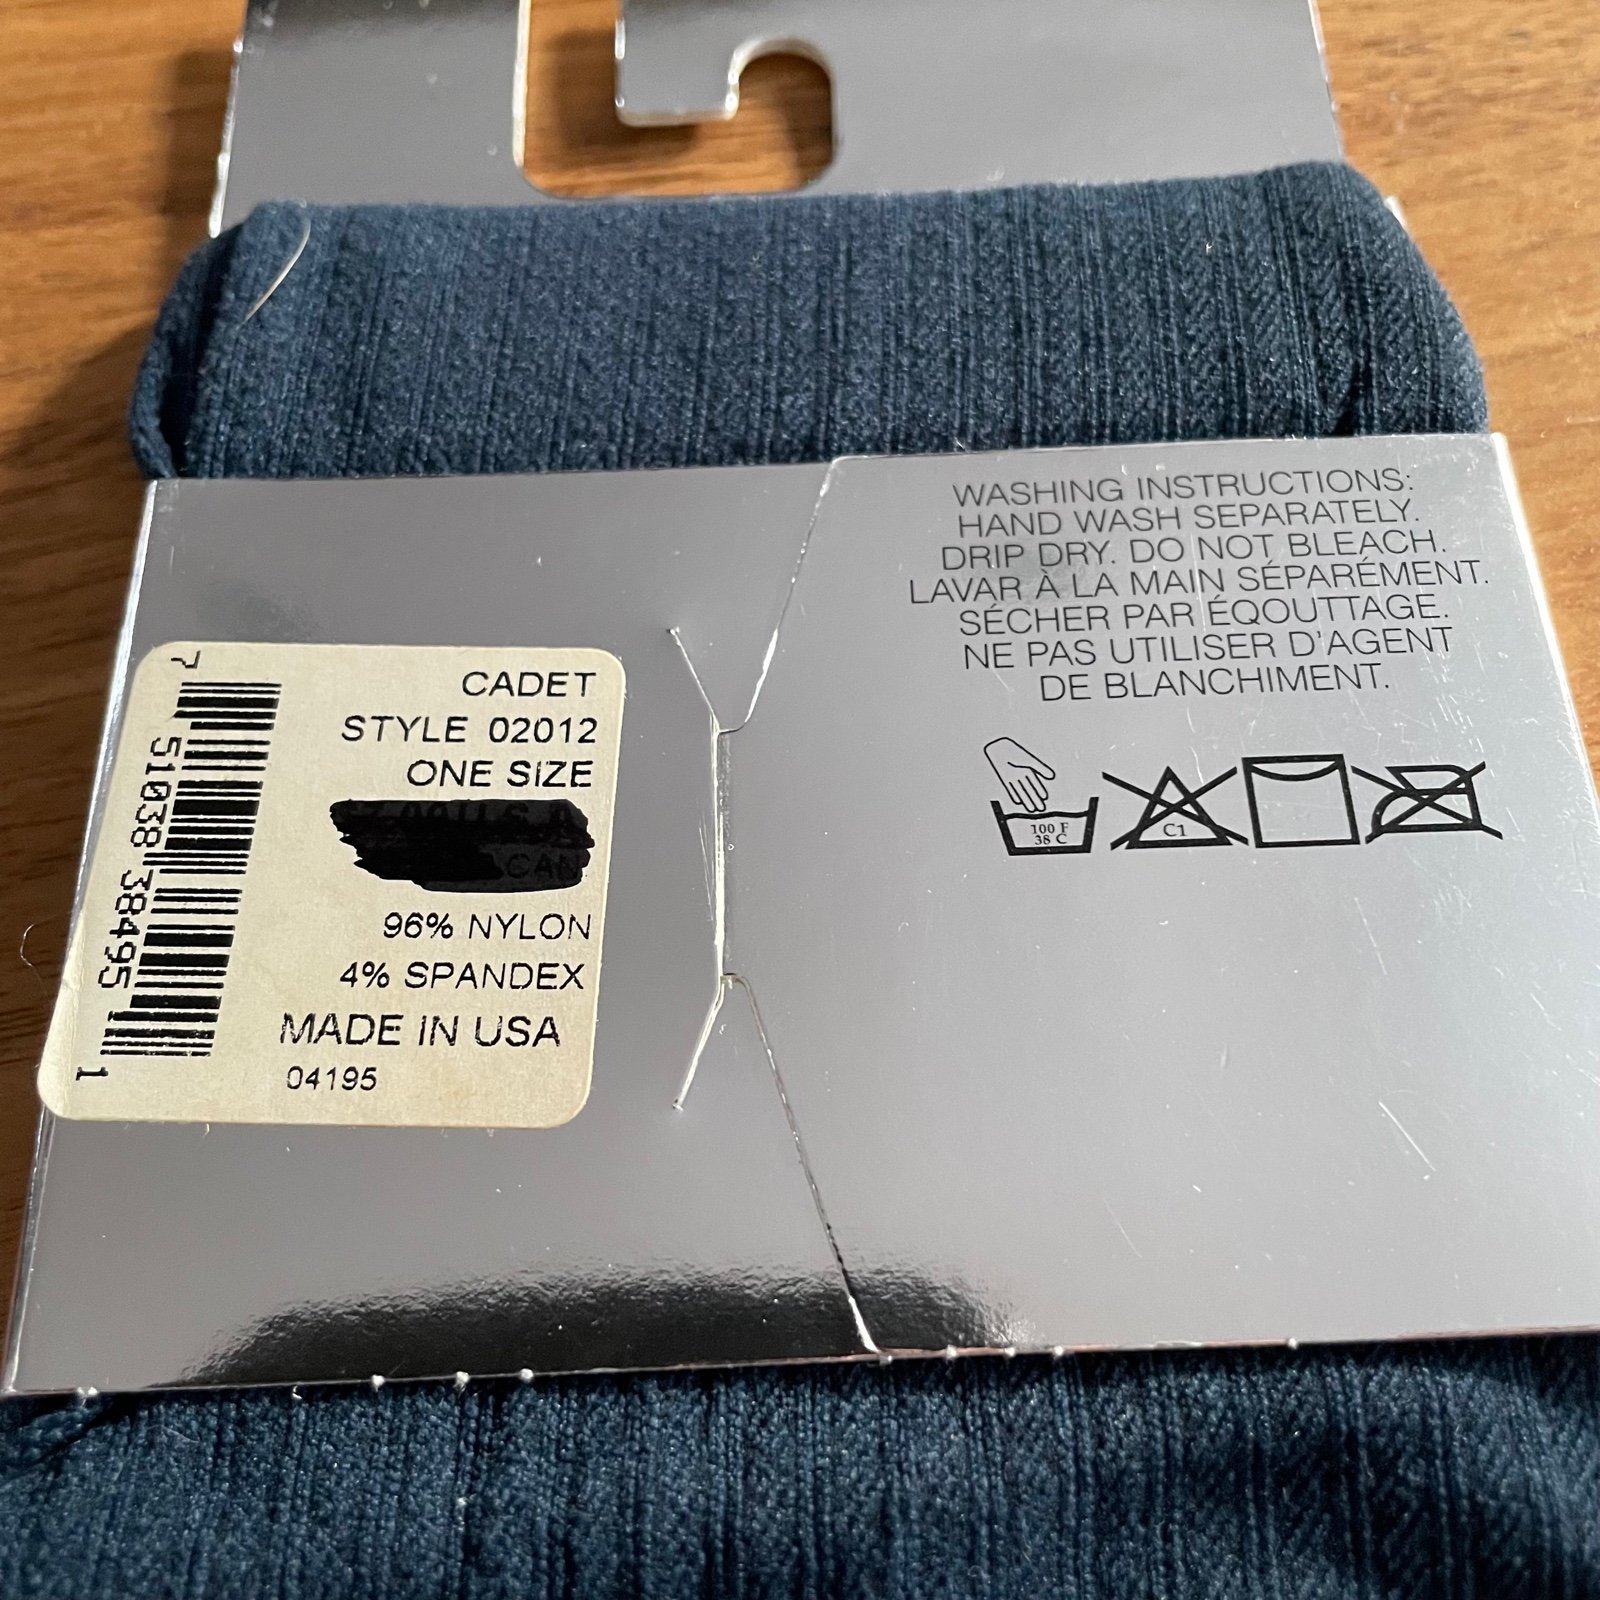 CADET
STYLE 02012
ONE SIZE
96% NYLON
4% SPANDEX
MADE IN USA
04195
7 51038 38495 1
WASHING INSTRUCTIONS:
HAND WASH SEPARATELY.
DRIP DRY. DO NOT BLEACH.
LAVAR À LA MAIN SÉPARÉMENT.
SÉCHER PAR ÉQOUTTAGE.
NE PAS UTILISER D'AGENT
DE BLANCHIMENT.
100 F
38 C
C1